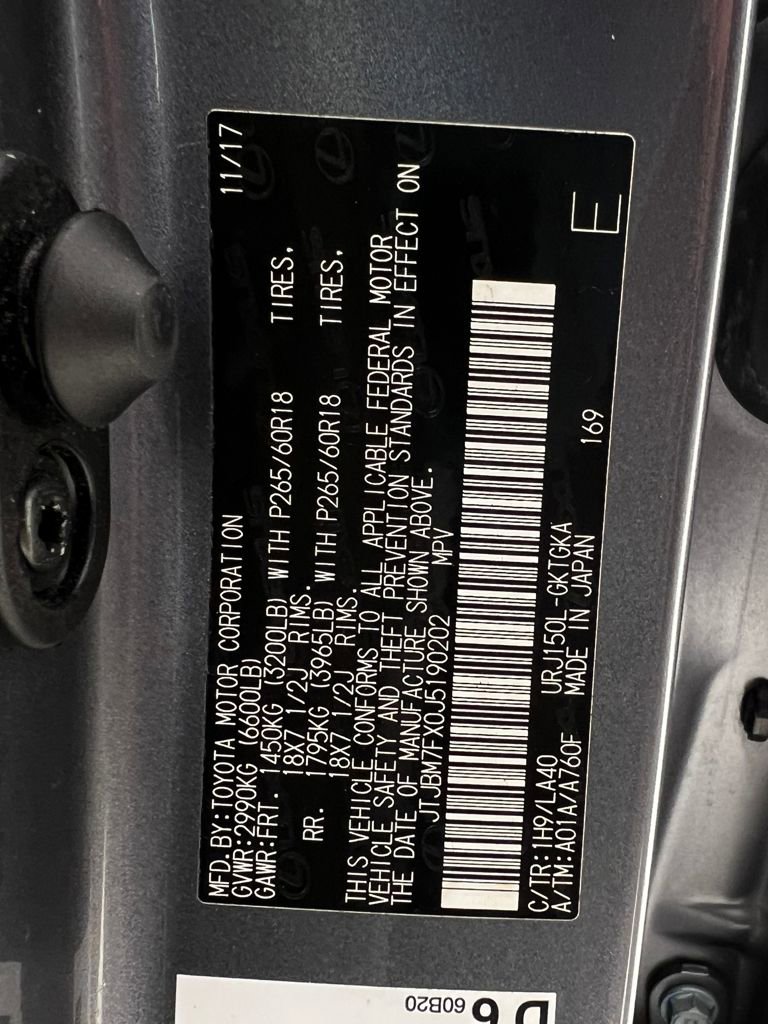 MFD.BY:TOYOTA MOTOR CORPORATION 11/17
GVWR:2990KG (6600LB)
GAWR:FRT. 1450KG (3200LB) WITH P265/60R18 TIRES,
18X7 1/2J RIMS.
RR. 1795KG (3965LB) WITH P265/60R18 TIRES,
18X7 1/2J RIMS.
THIS VEHICLE CONFORMS TO ALL APPLICABLE FEDERAL MOTOR
VEHICLE SAFETY AND THEFT PREVENTION STANDARDS IN EFFECT ON
THE DATE OF MANUFACTURE SHOWN ABOVE.
JTJBM7FX0J5190202 MPV
C/TR:1H9/LA40 URJ150L-GKTGKA
A/TM:A01A/A760F MADE IN JAPAN 169 E
D6
60B20